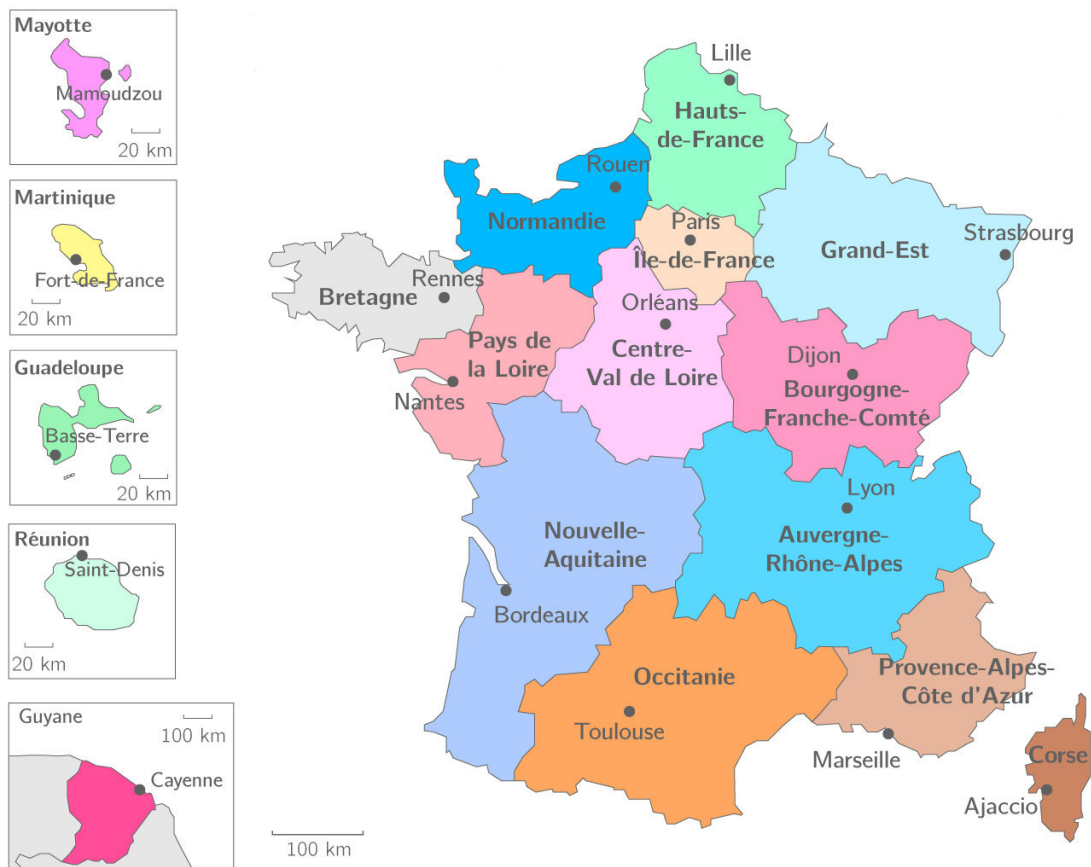 Mayotte
Mamoudzou
20 km
Martinique
Fort-de-France
20 km
Guadeloupe
Basse-Terre
20 km
Réunion
Saint-Denis
20 km
Guyane
100 km
Cayenne
Lille
Hauts-
de-France
Rouen
Normandie
Paris
Île-de-France
Grand-Est
Strasbourg
Rennes
Bretagne
Orléans
Pays de
la Loire
Nantes
Centre-
Val de Loire
Dijon
Bourgogne-
Franche-Comté
Lyon
Auvergne-
Rhône-Alpes
Nouvelle-
Aquitaine
Bordeaux
Occitanie
Toulouse
Provence-Alpes-
Côte d'Azur
Marseille
Corse
Ajaccio
100 km